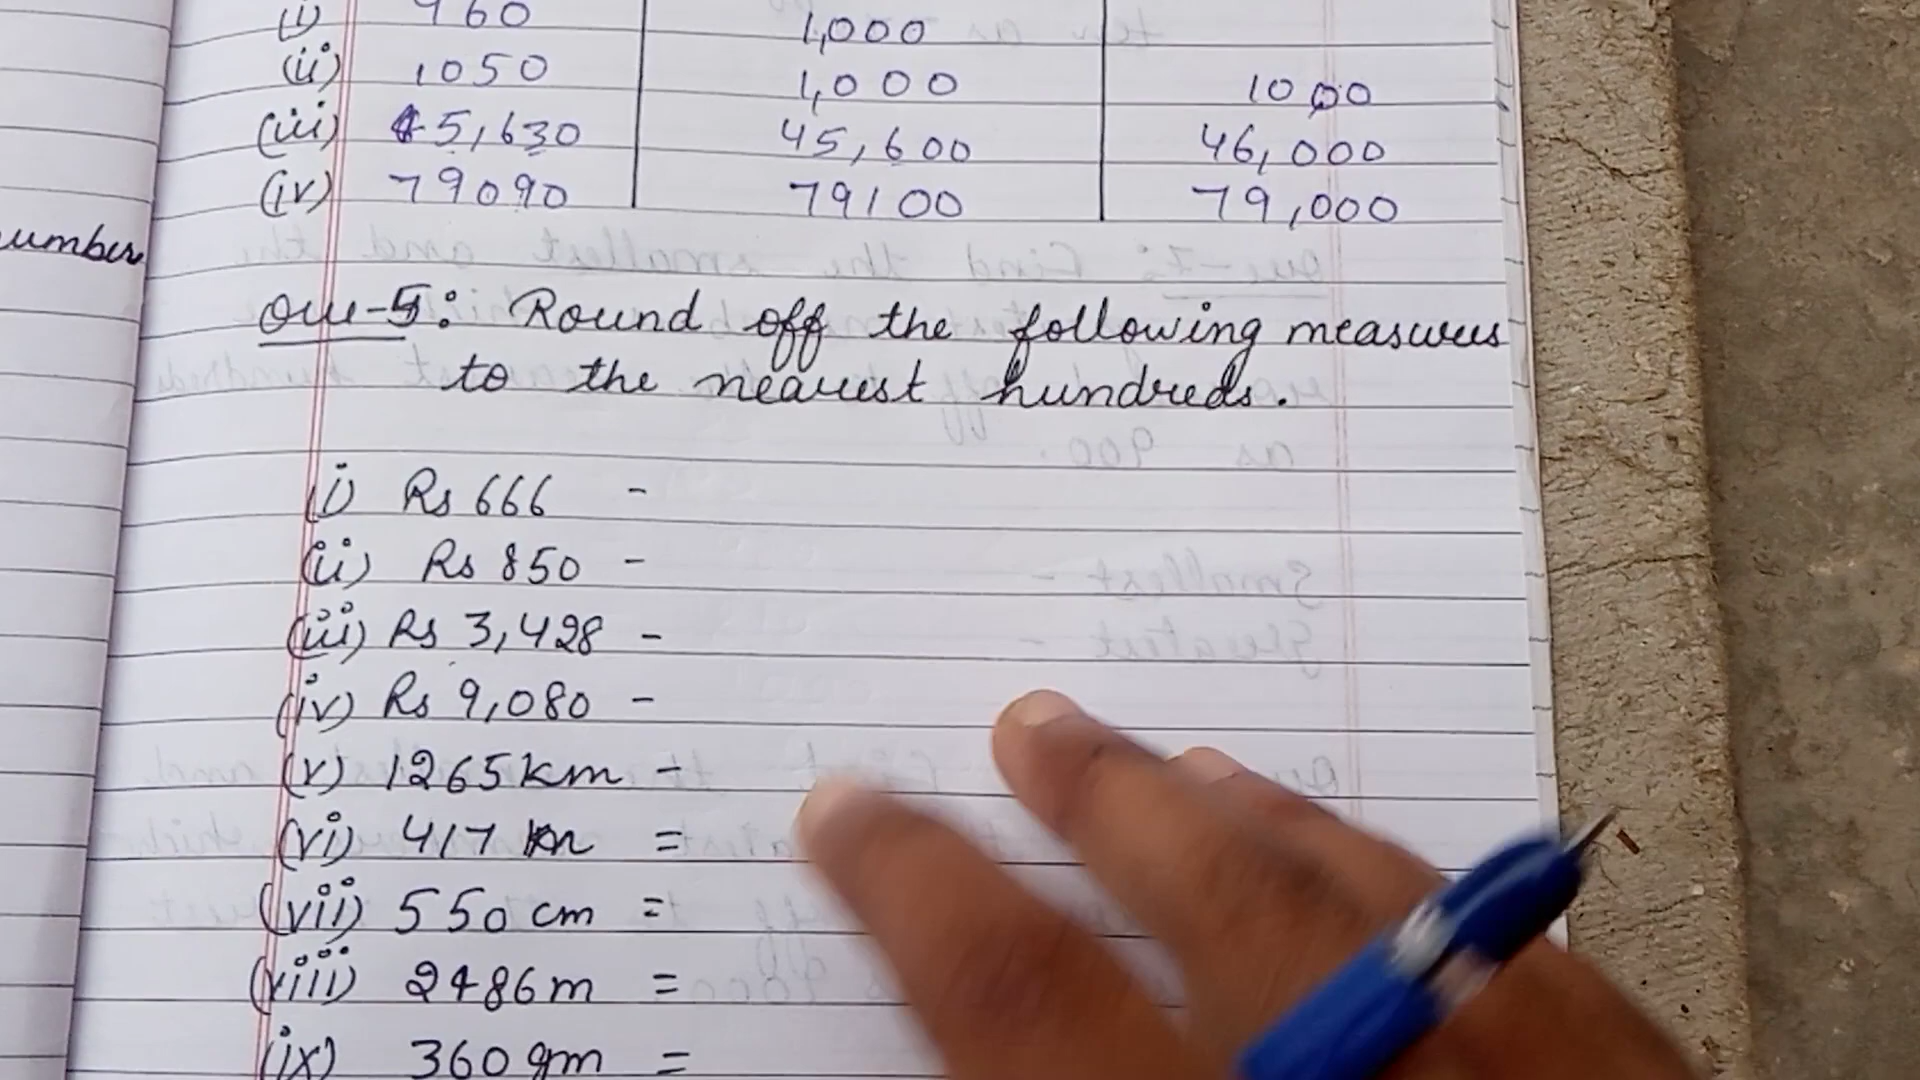 (i) 960 1,000
(ii) 1050 1,000 1000
(iii) 45,630 45,600 46,000
(iv) 79090 79100 79,000
umber
Que-5: Round off the following measures
to the nearest hundreds.
(i) Rs 666 -
(ii) Rs 850 -
(iii) Rs 3,428 -
(iv) Rs 9,080 -
(v) 1265 km -
(vi) 417 km =
(vii) 550 cm =
(viii) 2486 m =
(ix) 360 gm =